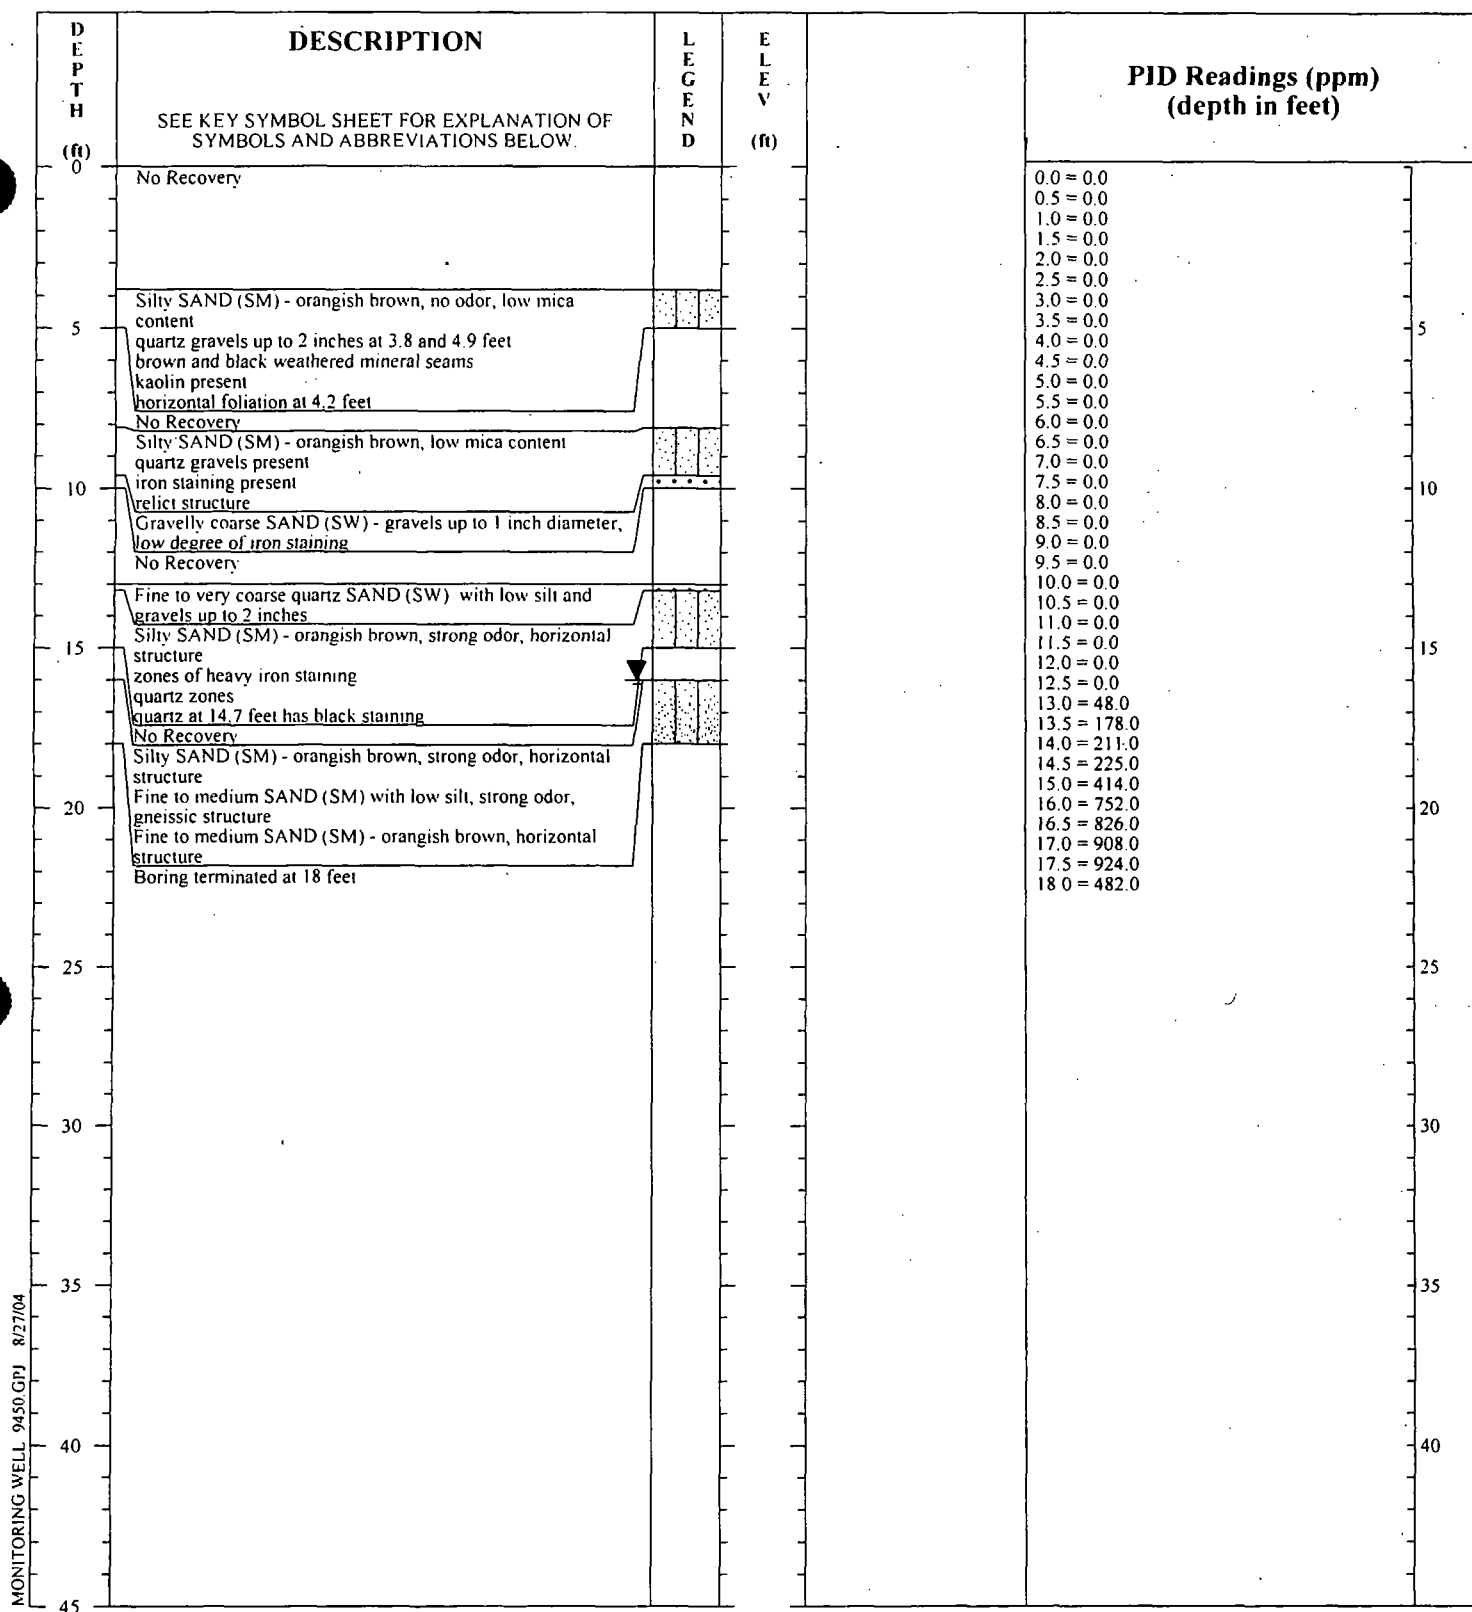 DEPTH
(ft)
DESCRIPTION
SEE KEY SYMBOL SHEET FOR EXPLANATION OF
SYMBOLS AND ABBREVIATIONS BELOW.
LEGEND
ELEV
(ft)
PID Readings (ppm)
(depth in feet)
0
No Recovery
Silty SAND (SM) - orangish brown, no odor, low mica
content
5
quartz gravels up to 2 inches at 3.8 and 4.9 feet
brown and black weathered mineral seams
kaolin present
horizontal foliation at 4.2 feet
No Recovery
Silty SAND (SM) - orangish brown, low mica content
quartz gravels present
10
iron staining present
relict structure
Gravelly coarse SAND (SW) - gravels up to 1 inch diameter,
low degree of iron staining
No Recovery
Fine to very coarse quartz SAND (SW) with low silt and
gravels up to 2 inches
Silty SAND (SM) - orangish brown, strong odor, horizontal
15
structure
zones of heavy iron staining
quartz zones
quartz at 14.7 feet has black staining
No Recovery
Silty SAND (SM) - orangish brown, strong odor, horizontal
structure
20
Fine to medium SAND (SM) with low silt, strong odor,
gneissic structure
Fine to medium SAND (SM) - orangish brown, horizontal
structure
Boring terminated at 18 feet
25
30
35
40
45
0.0 = 0.0
0.5 = 0.0
1.0 = 0.0
1.5 = 0.0
2.0 = 0.0
2.5 = 0.0
3.0 = 0.0
3.5 = 0.0
4.0 = 0.0
4.5 = 0.0
5.0 = 0.0
5.5 = 0.0
6.0 = 0.0
6.5 = 0.0
7.0 = 0.0
7.5 = 0.0
8.0 = 0.0
8.5 = 0.0
9.0 = 0.0
9.5 = 0.0
10.0 = 0.0
10.5 = 0.0
11.0 = 0.0
11.5 = 0.0
12.0 = 0.0
12.5 = 0.0
13.0 = 48.0
13.5 = 178.0
14.0 = 211.0
14.5 = 225.0
15.0 = 414.0
16.0 = 752.0
16.5 = 826.0
17.0 = 908.0
17.5 = 924.0
18 0 = 482.0
5
10
15
20
25
30
35
40
MONITORING WELL 9450.GPJ 8/27/04